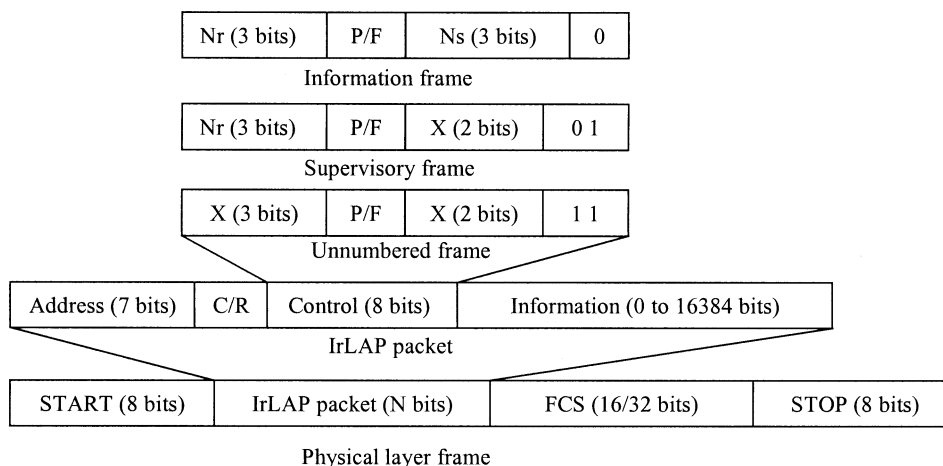 Nr (3 bits) P/F Ns (3 bits) 0
Information frame
Nr (3 bits) P/F X (2 bits) 0 1
Supervisory frame
X (3 bits) P/F X (2 bits) 1 1
Unnumbered frame
Address (7 bits) C/R Control (8 bits) Information (0 to 16384 bits)
IrLAP packet
START (8 bits) IrLAP packet (N bits) FCS (16/32 bits) STOP (8 bits)
Physical layer frame